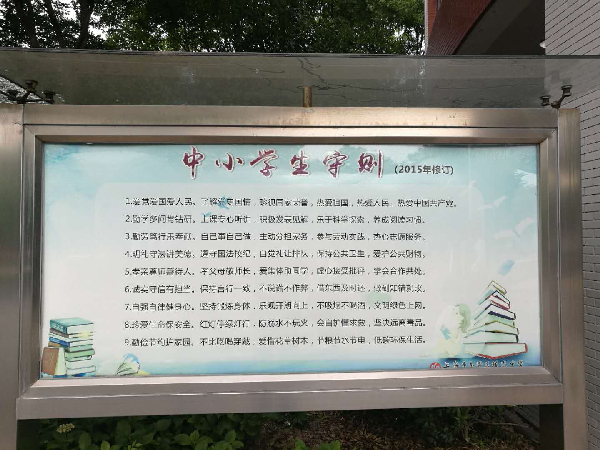 中小学生守则 (2015年修订)
1.爱党爱国爱人民。了解党史国情，珍视国家荣誉，热爱祖国，热爱人民，热爱中国共产党。
2.勤学多问肯钻研。上课专心听讲，积极发表见解，乐于科学探索，养成阅读习惯。
3.勤劳笃行乐奉献。自己事自己做，主动分担家务，参与劳动实践，热心志愿服务。
4.明礼守法讲美德。遵守国法校纪，自觉礼让排队，保持公共卫生，爱护公共财物。
5.孝亲尊师善待人。孝父母敬师长，爱集体助同学，虚心接受批评，学会合作共处。
6.诚实守信有担当。保持言行一致，不说谎不作弊，借东西及时还，做到知错就改。
7.自强自律健身心。坚持锻炼身体，乐观开朗向上，不吸烟不喝酒，文明绿色上网。
8.珍爱生命保安全。红灯停绿灯行，防溺水不玩火，会自护懂求救，坚决远离毒品。
9.勤俭节约护家园。不比吃喝穿戴，爱惜花草树木，节粮节水节电，低碳环保生活。